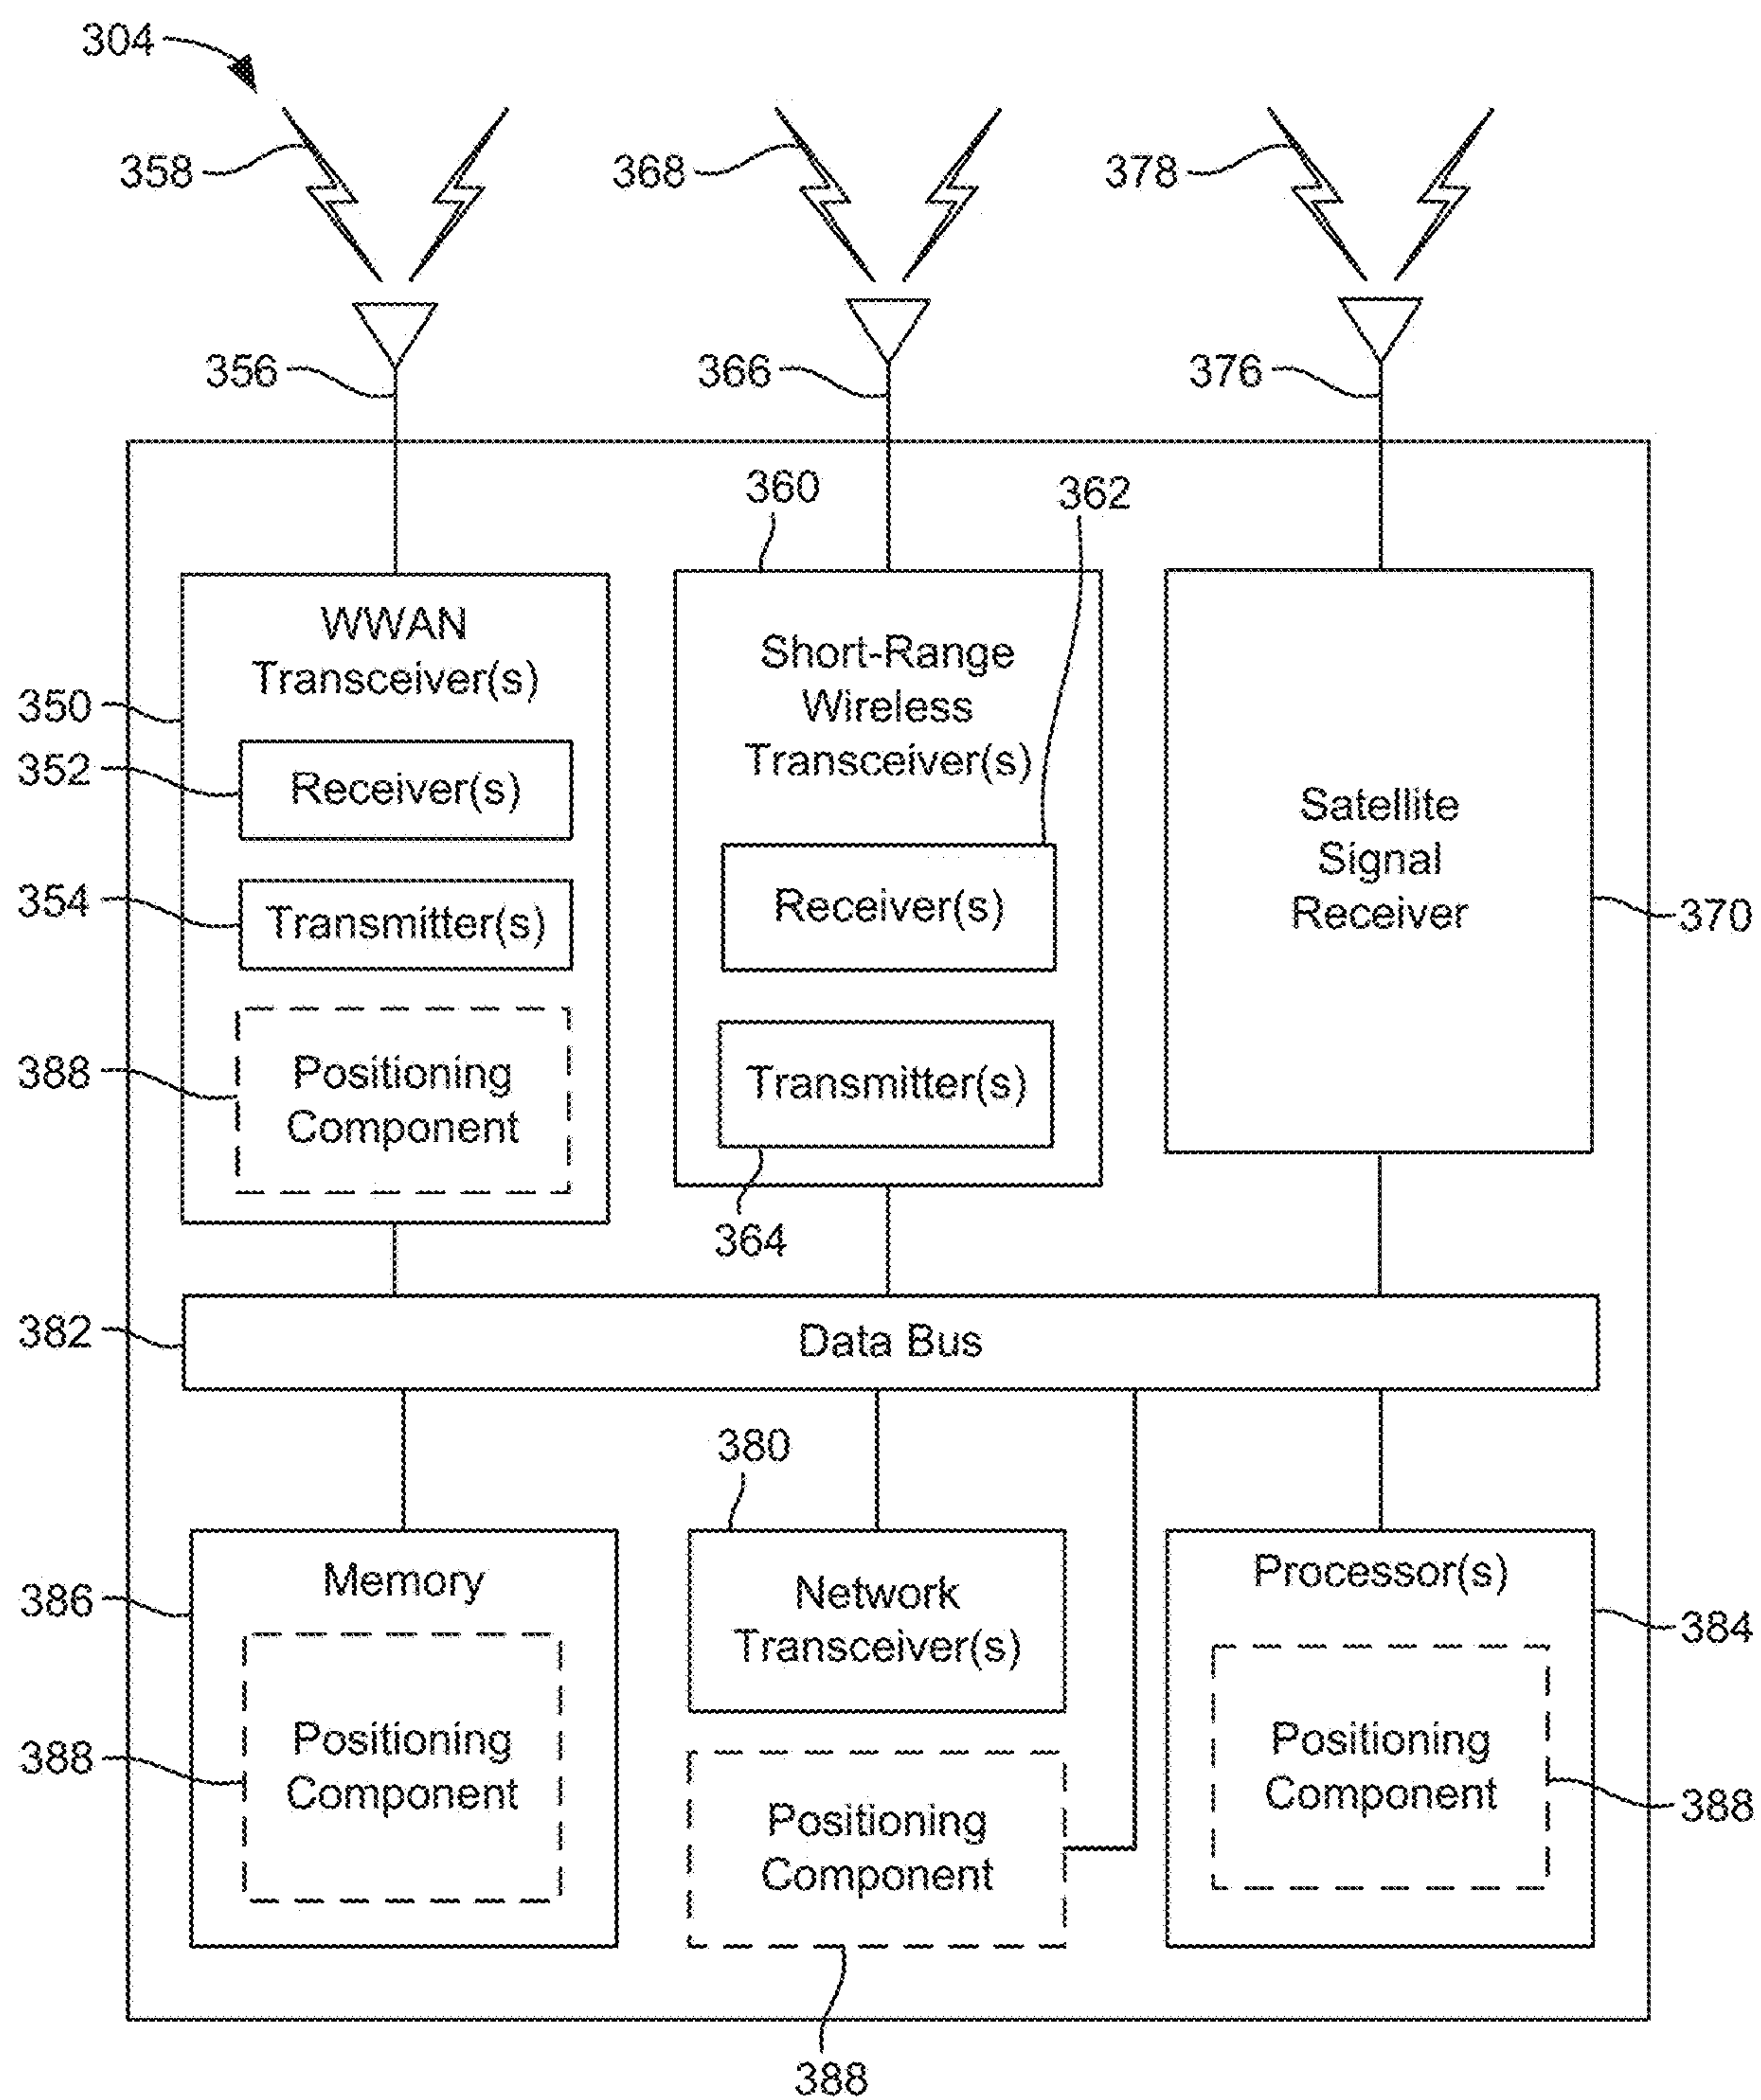 304
358
368
378
356
366
376
360
362
WWAN
Transceiver(s)
Short-Range
Wireless
Transceiver(s)
350
352
Receiver(s)
Satellite
Signal
Receiver
354
Transmitter(s)
Receiver(s)
370
388
Positioning
Component
Transmitter(s)
364
382
Data Bus
380
386
Memory
Network
Transceiver(s)
Processor(s)
384
388
Positioning
Component
Positioning
Component
Positioning
Component
388
388